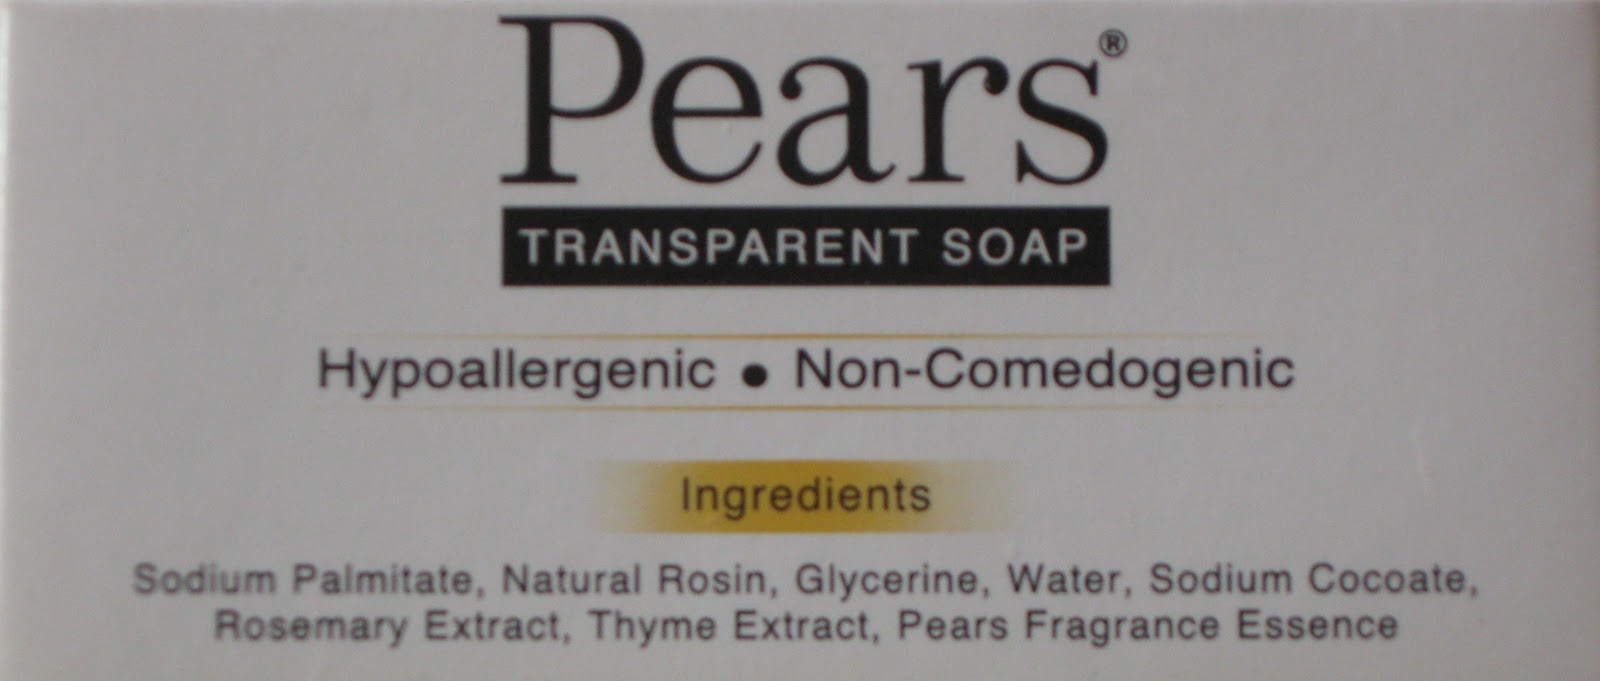 Pears®
TRANSPARENT SOAP
Hypoallergenic • Non-Comedogenic
Ingredients
Sodium Palmitate, Natural Rosin, Glycerine, Water, Sodium Cocoate,
Rosemary Extract, Thyme Extract, Pears Fragrance Essence